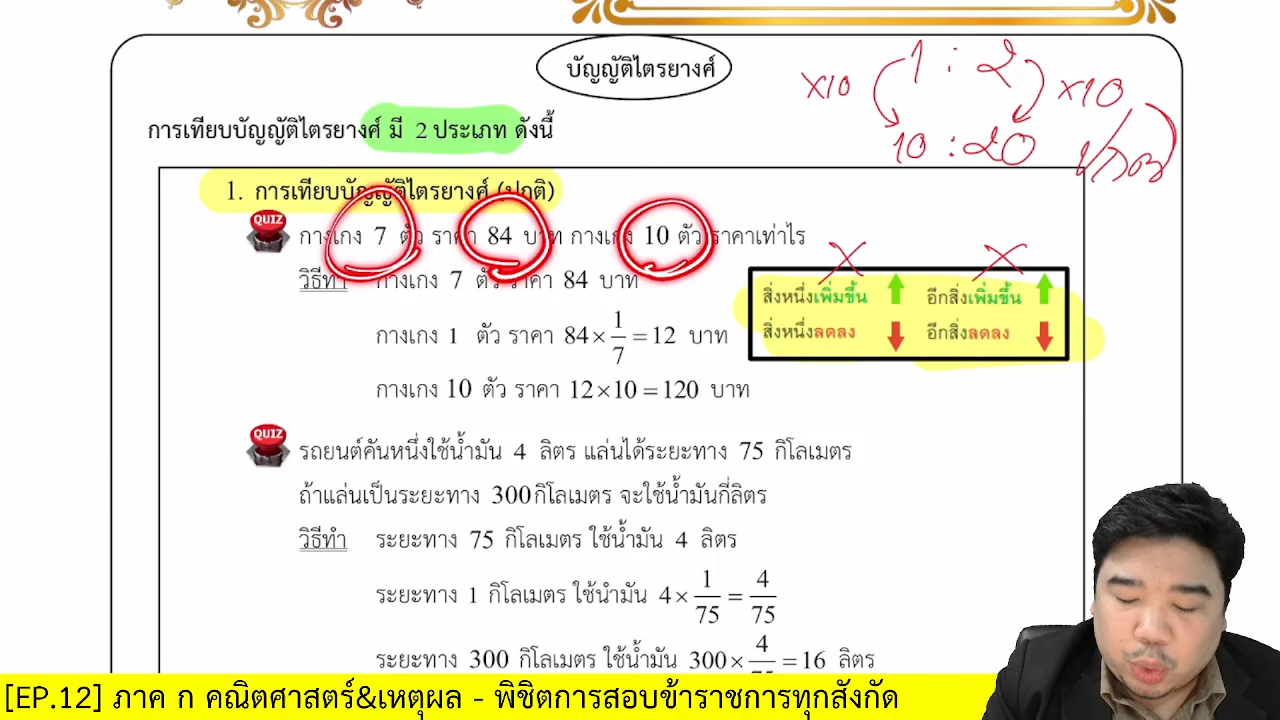 บัญญัติไตรยางศ์
1 : 2
×10
×10
10 : 20
ปกติ
การเทียบบัญญัติไตรยางศ์ มี 2 ประเภท ดังนี้
1. การเทียบบัญญัติไตรยางศ์ (ปกติ)
QUIZ
กางเกง 7 ตัว ราคา 84 บาท กางเกง 10 ตัว ราคาเท่าไร
X X
วิธีทำ กางเกง 7 ตัว ราคา 84 บาท
สิ่งหนึ่งเพิ่มขึ้น อีกสิ่งเพิ่มขึ้น
สิ่งหนึ่งลดลง อีกสิ่งลดลง
กางเกง 1 ตัว ราคา 84 × 1/7 = 12 บาท
กางเกง 10 ตัว ราคา 12 × 10 = 120 บาท
QUIZ
รถยนต์คันหนึ่งใช้น้ำมัน 4 ลิตร แล่นได้ระยะทาง 75 กิโลเมตร
ถ้าแล่นเป็นระยะทาง 300 กิโลเมตร จะใช้น้ำมันกี่ลิตร
วิธีทำ ระยะทาง 75 กิโลเมตร ใช้น้ำมัน 4 ลิตร
ระยะทาง 1 กิโลเมตร ใช้น้ำมัน 4 × 1/75 = 4/75
ระยะทาง 300 กิโลเมตร ใช้น้ำมัน 300 × 4/75 = 16 ลิตร
[EP.12] ภาค ก คณิตศาสตร์&เหตุผล - พิชิตการสอบข้าราชการทุกสังกัด